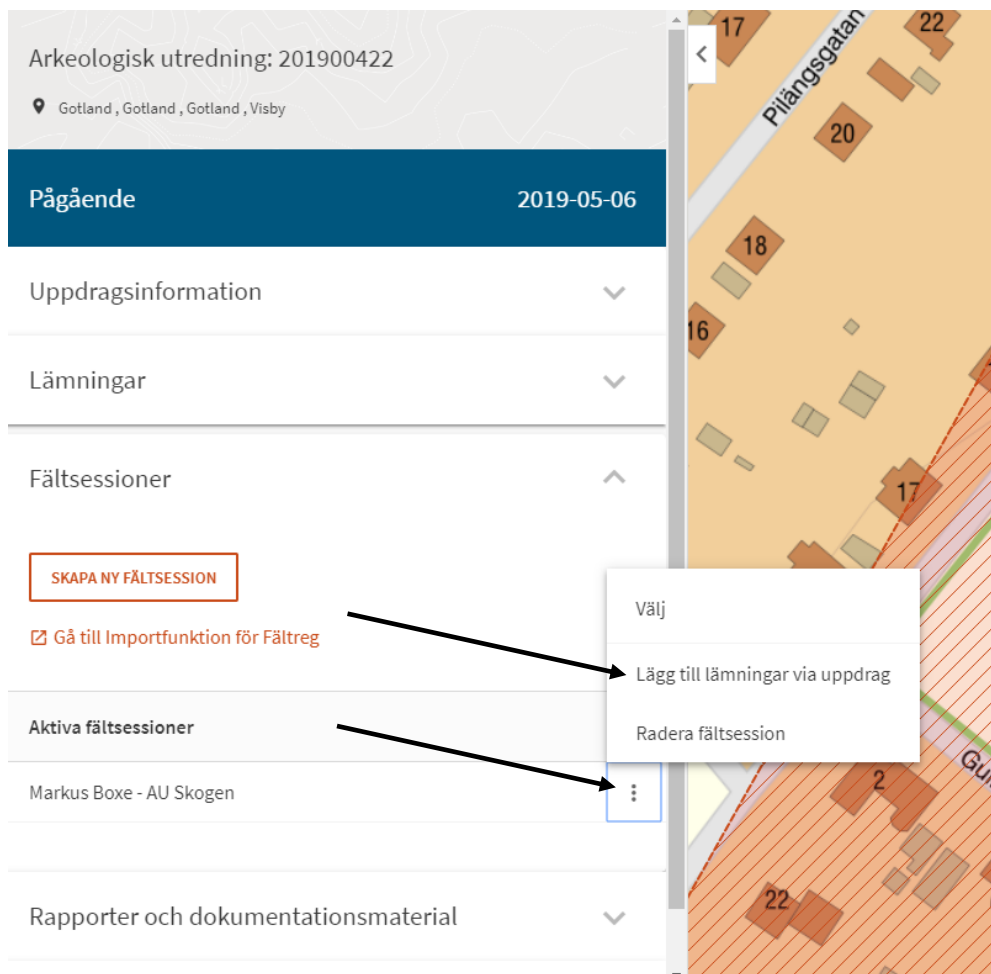 Arkeologisk utredning: 201900422
Gotland , Gotland , Gotland , Visby
Pågående 2019-05-06
Uppdragsinformation
Lämningar
Fältsessioner
SKAPA NY FÄLTSESSION
Gå till Importfunktion för Fältreg
Aktiva fältsessioner
Markus Boxe - AU Skogen
Rapporter och dokumentationsmaterial
Välj
Lägg till lämningar via uppdrag
Radera fältsession
17
Pilängsgatan
22
20
18
16
17
2
22